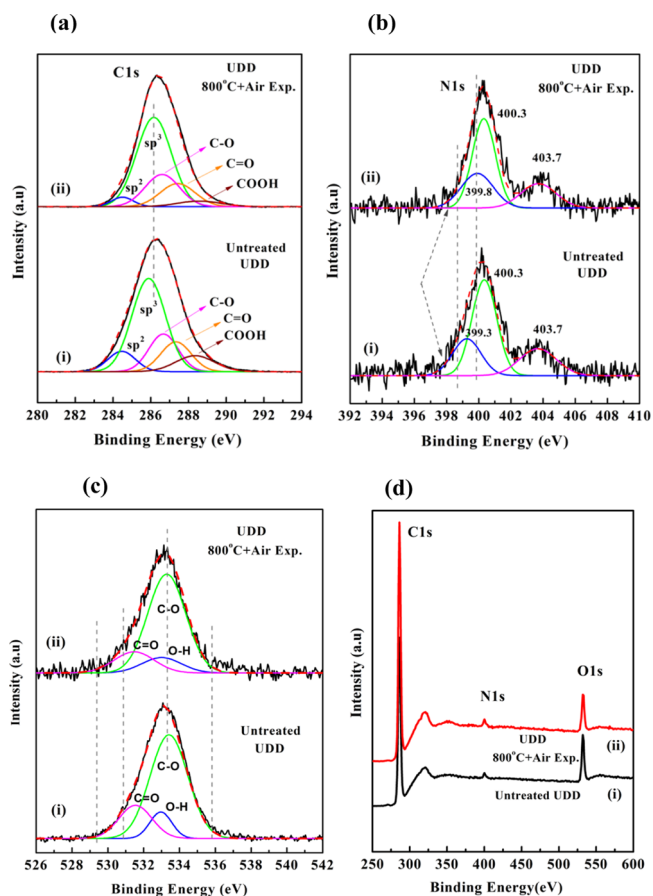 (a)
C1s
UDD
800°C+Air Exp.
sp³
C-O
C=O
COOH
sp²
(ii)
Untreated
UDD
C-O
sp³
C=O
COOH
sp²
(i)
280 282 284 286 288 290 292 294
Binding Energy (eV)
Intensity (a.u)
(b)
UDD
N1s
800°C+Air Exp.
400.3
403.7
399.8
(ii)
Untreated
UDD
400.3
399.3
403.7
(i)
392 394 396 398 400 402 404 406 408 410
Binding Energy (eV)
Intensity (a.u)
(c)
UDD
800°C+Air Exp.
C-O
(ii)
C=O
O-H
Untreated
UDD
C-O
C=O
O-H
(i)
526 528 530 532 534 536 538 540 542
Binding Energy (eV)
Intensity (a.u)
(d)
C1s
O1s
N1s
UDD
800°C+Air Exp.
(ii)
Untreated UDD
(i)
250 300 350 400 450 500 550 600
Binding Energy(eV)
Intensity (a.u)